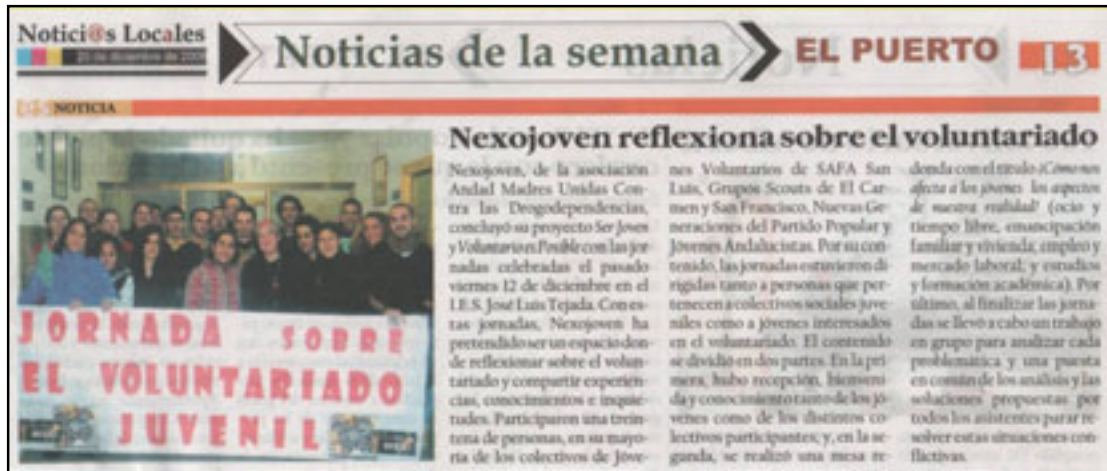 Notici@s Locales
Noticias de la semana
EL PUERTO
13
NOTICIA
JORNADA SOBRE
EL VOLUNTARIADO
JUVENIL
Nexojoven reflexiona sobre el voluntariado
Nexojoven, de la asociación
Andad Madres Unidas Con-
tra las Drogodependencias,
concluyó su proyecto Ser Joven
y Voluntario es Posible con las jor-
nadas celebradas el pasado
viernes 12 de diciembre en el
I.E.S. José Luis Tejada. Con es-
tas jornadas, Nexojoven ha
pretendido ser un espacio don-
de reflexionar sobre el volun-
tariado y compartir experien-
cias, conocimientos e inquie-
tudes. Participaron una trein-
tena de personas, en su mayo-
ría de los colectivos de Jóve-
nes Voluntarios de SAFA San
Luis, Grupos Scouts de El Car-
men y San Francisco, Nuevas Ge-
neraciones del Partido Popular y
Jóvenes Andalucistas. Por su con-
tenido, las jornadas estuvieron di-
rigidas tanto a personas que per-
tenecen a colectivos sociales juve-
niles como a jóvenes interesados
en el voluntariado. El contenido
se dividió en dos partes. En la pri-
mera, hubo recepción, bienveni-
da y conocimiento tanto de los jó-
venes como de los distintos co-
lectivos participantes; y, en la se-
gunda, se realizó una mesa re-
donda con el título ¿Cómo nos
afecta a los jóvenes los aspectos
de nuestra realidad? (ocio y
tiempo libre, emancipación
familiar y vivienda; empleo y
mercado laboral; y estudios
y formación académica). Por
último, al finalizar las jorna-
das se llevó a cabo un trabajo
en grupo para analizar cada
problemática y una puesta
en común de los análisis y las
soluciones propuestas por
todos los asistentes para re-
solver estas situaciones con-
flictivas.